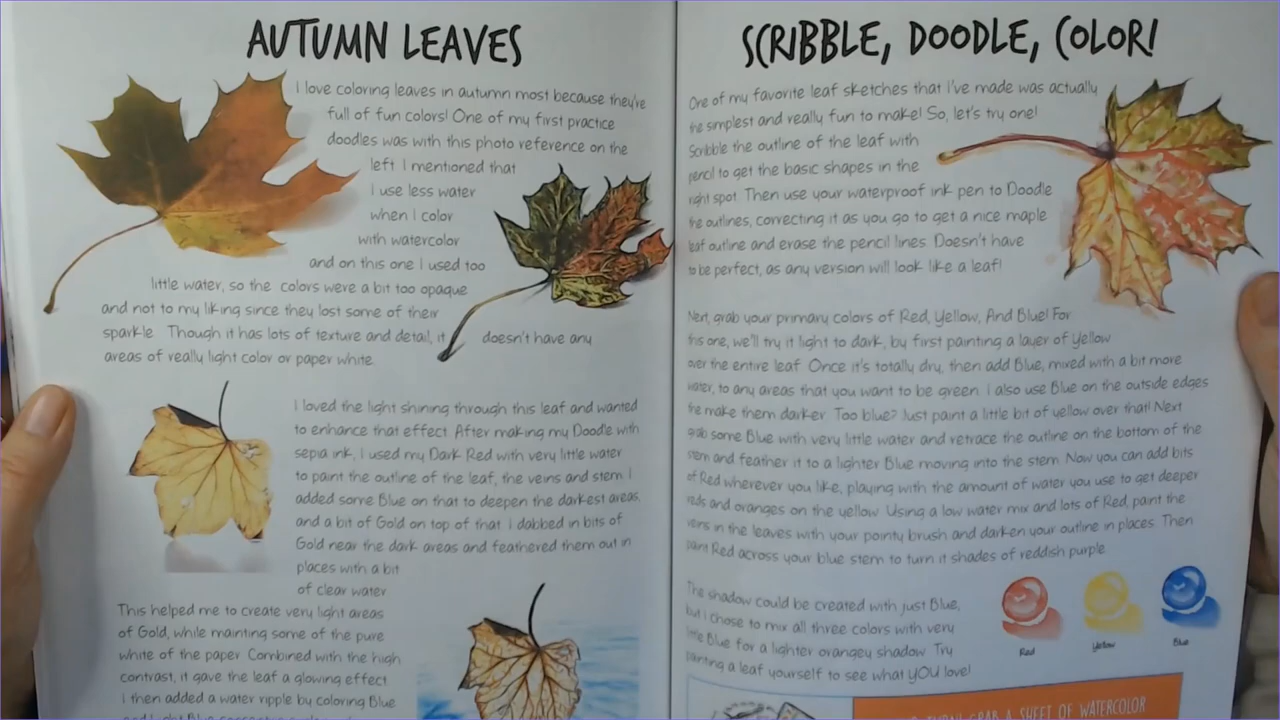 AUTUMN LEAVES
I love coloring leaves in autumn most because they're
full of fun colors! One of my first practice
doodles was with this photo reference on the
left. I mentioned that
I use less water
when I color
with watercolor
and on this one I used too
little water, so the colors were a bit too opaque
and not to my liking since they lost some of their
sparkle. Though it has lots of texture and detail, it doesn't have any
areas of really light color or paper white.
I loved the light shining through this leaf and wanted
to enhance that effect. After making my Doodle with
sepia ink, I used my Dark Red with very little water
to paint the outline of the leaf, the veins and stem. I
added some Blue on that to deepen the darkest areas,
and a bit of Gold on top of that. I dabbed in bits of
Gold near the dark areas and feathered them out in
places with a bit
of clear water.
This helped me to create very light areas
of Gold, while mainting some of the pure
white of the paper. Combined with the high
contrast, it gave the leaf a glowing effect.
I then added a water ripple by coloring Blue
SCRIBBLE, DOODLE, COLOR!
One of my favorite leaf sketches that I've made was actually
the simplest and really fun to make! So, let's try one!
Scribble the outline of the leaf with
pencil to get the basic shapes in the
right spot. Then use your waterproof ink pen to Doodle
the outlines, correcting it as you go to get a nice maple
leaf outline and erase the pencil lines. Doesn't have
to be perfect, as any version will look like a leaf!
Next, grab your primary colors of Red, Yellow, And Blue! For
this one, we'll try it light to dark, by first painting a layer of Yellow
over the entire leaf. Once it's totally dry, then add Blue, mixed with a bit more
water, to any areas that you want to be green. I also use Blue on the outside edges
the make them darker. Too blue? Just paint a little bit of yellow over that! Next
grab some Blue with very little water and retrace the outline on the bottom of the
stem and feather it to a lighter Blue moving into the stem. Now you can add bits
of Red wherever you like, playing with the amount of water you use to get deeper
reds and oranges on the yellow. Using a low water mix and lots of Red, paint the
veins in the leaves with your pointy brush and darken your outline in places. Then
paint Red across your blue stem to turn it shades of reddish purple.
The shadow could be created with just Blue,
but I chose to mix all three colors with very
little Blue for a lighter orangey shadow. Try
painting a leaf yourself to see what YOU love!
Red
Yellow
Blue
GRAB A SHEET OF WATERCOLOR